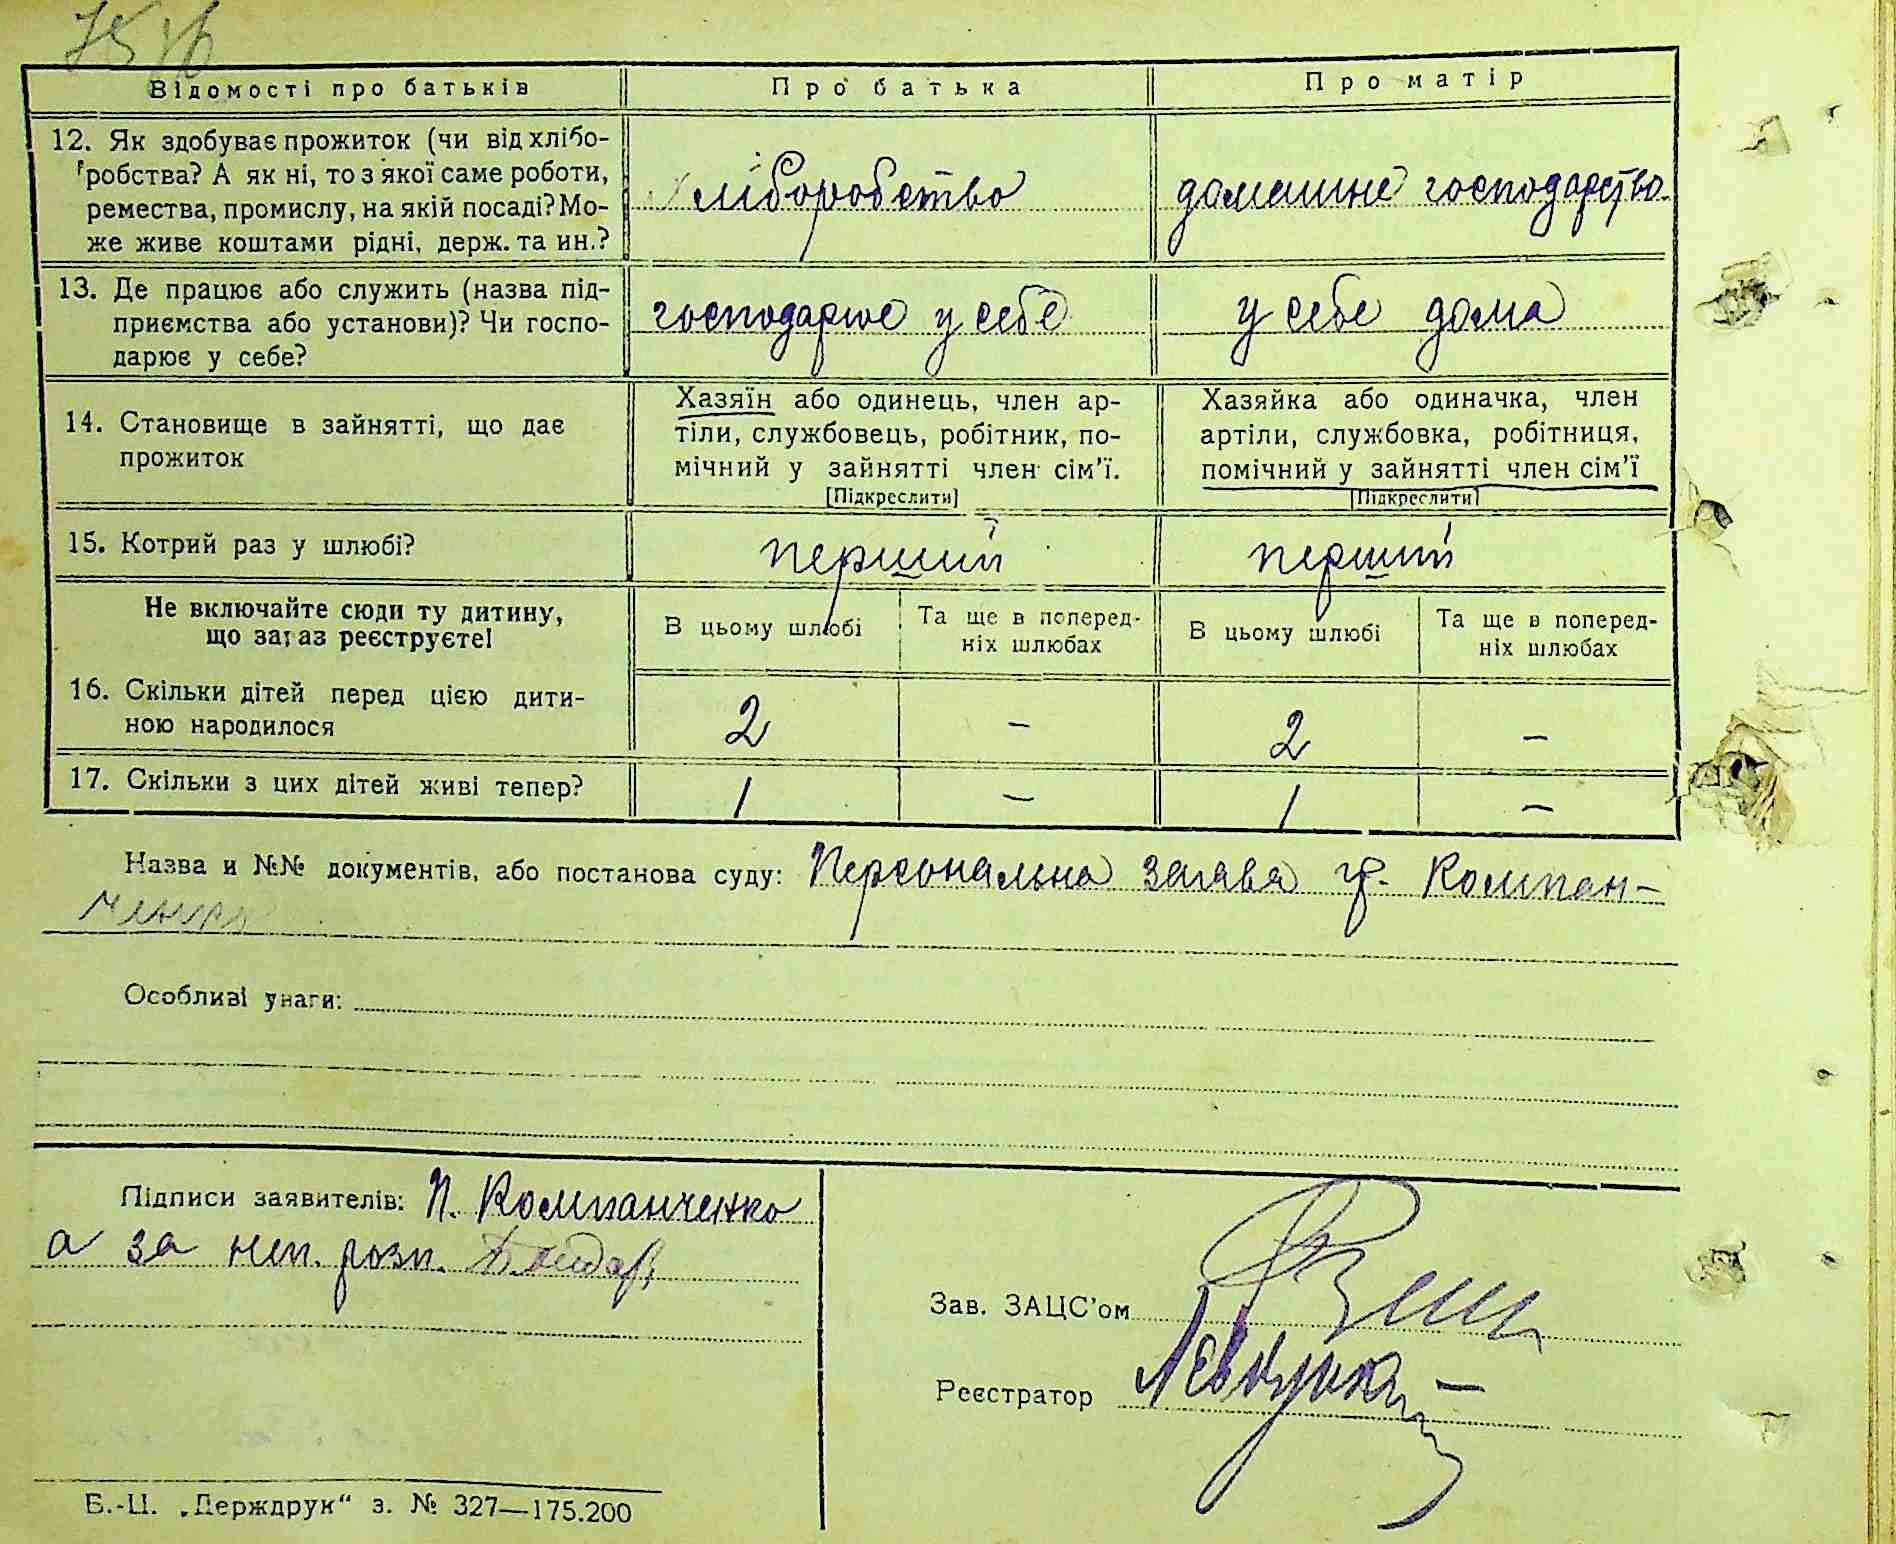 Відомості про батьків Про батька Про матір
12. Як здобуває прожиток (чи від хлібо-
робства? А як ні, то з якої саме роботи,
ремества, промислу, на якій посаді? Мо-
же живе коштами рідні, держ. та ин.?
хліборобство домашнє господарство
13. Де працює або служить (назва під-
приємства або установи)? Чи госпо-
дарює у себе?
господарює у себе у себе дома
14. Становище в зайнятті, що дає
прожиток
Хазяїн або одинець, член ар-
тіли, службовець, робітник, по-
мічний у зайнятті член сім'ї.
[Підкреслити]
Хазяйка або одиначка, член
артіли, службовка, робітниця,
помічний у зайнятті член сім'ї
[Підкреслити]
15. Котрий раз у шлюбі? перший перший
Не включайте сюди ту дитину,
що зараз реєструєте!
В цьому шлюбі Та ще в поперед-
ніх шлюбах
В цьому шлюбі Та ще в поперед-
ніх шлюбах
16. Скільки дітей перед цією дити-
ною народилося
2 – 2 –
17. Скільки з цих дітей живі тепер? 1 – 1 –
Назва и №№ документів, або постанова суду: Персональна заява гр. Компан-
ченка
Особливі уваги:
Підписи заявителів: П. Компанченко
а за неп. розп.
Зав. ЗАЦС'ом
Реєстратор
Б.-Ц. „Держдрук“ з. № 327—175.200